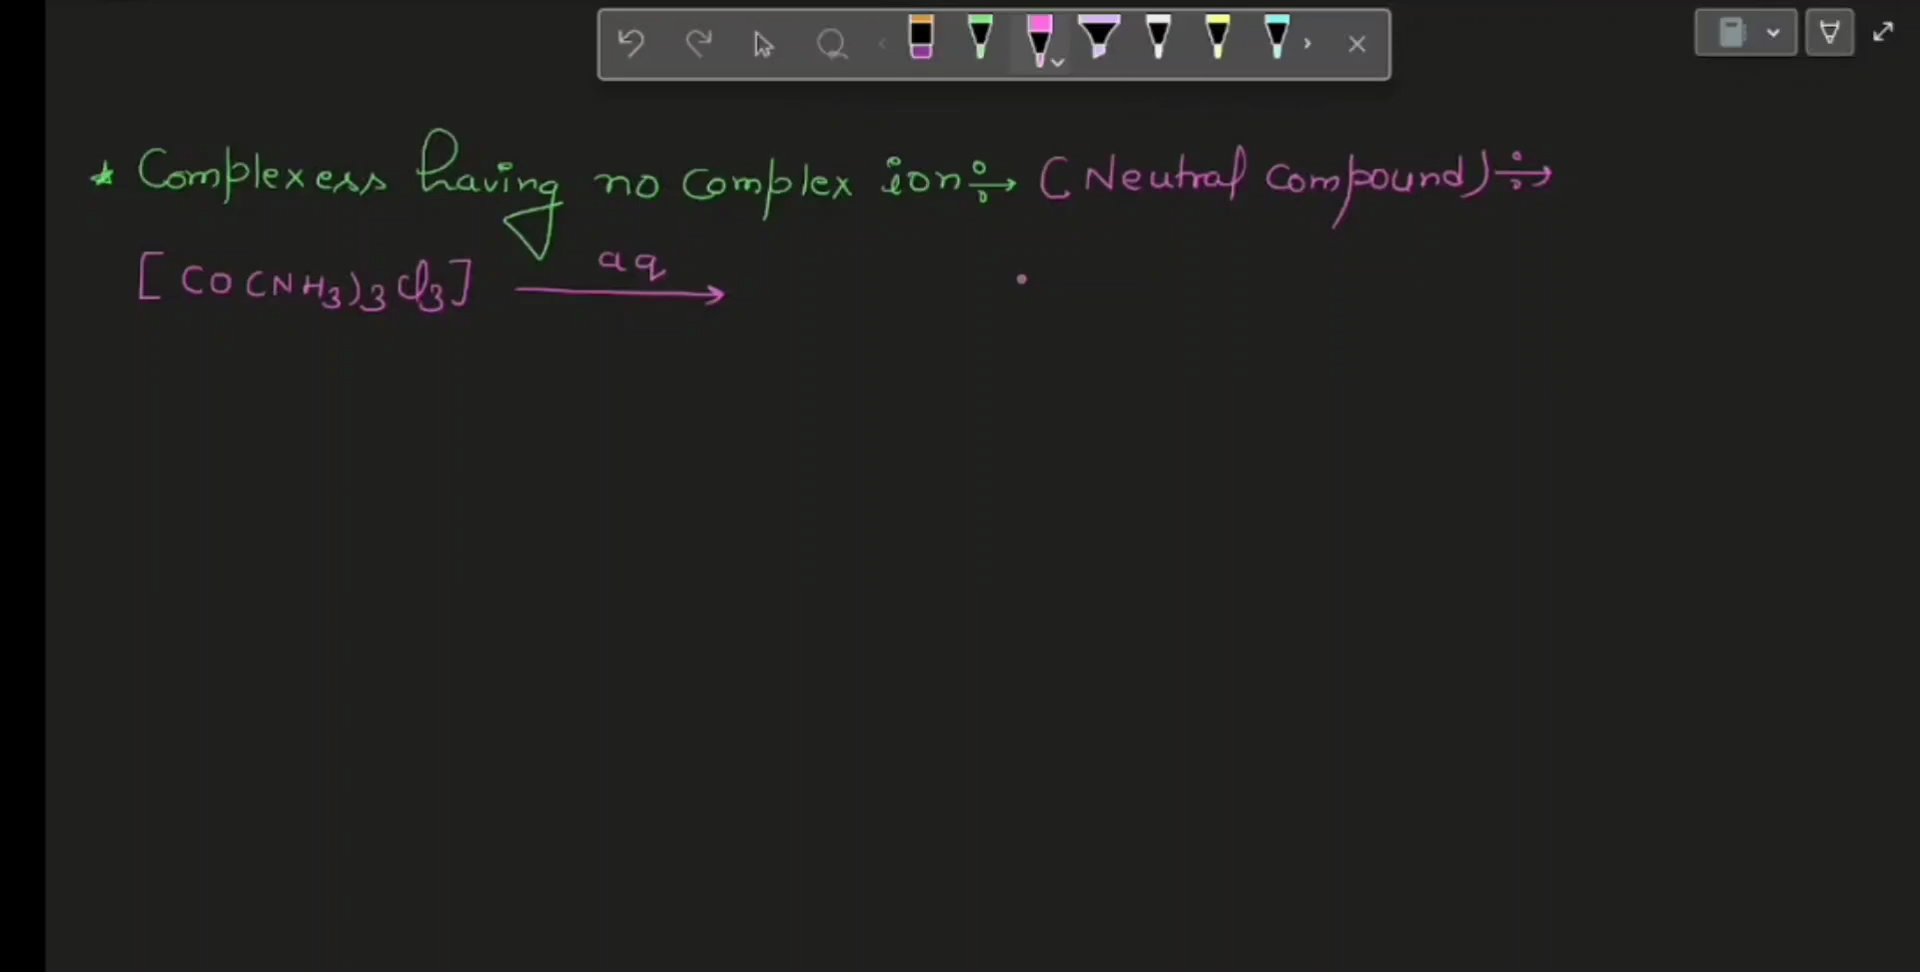 * Complexess having no complex ion÷→ (Neutral compound)÷→
[CO(NH₃)₃Cl₃] aq→